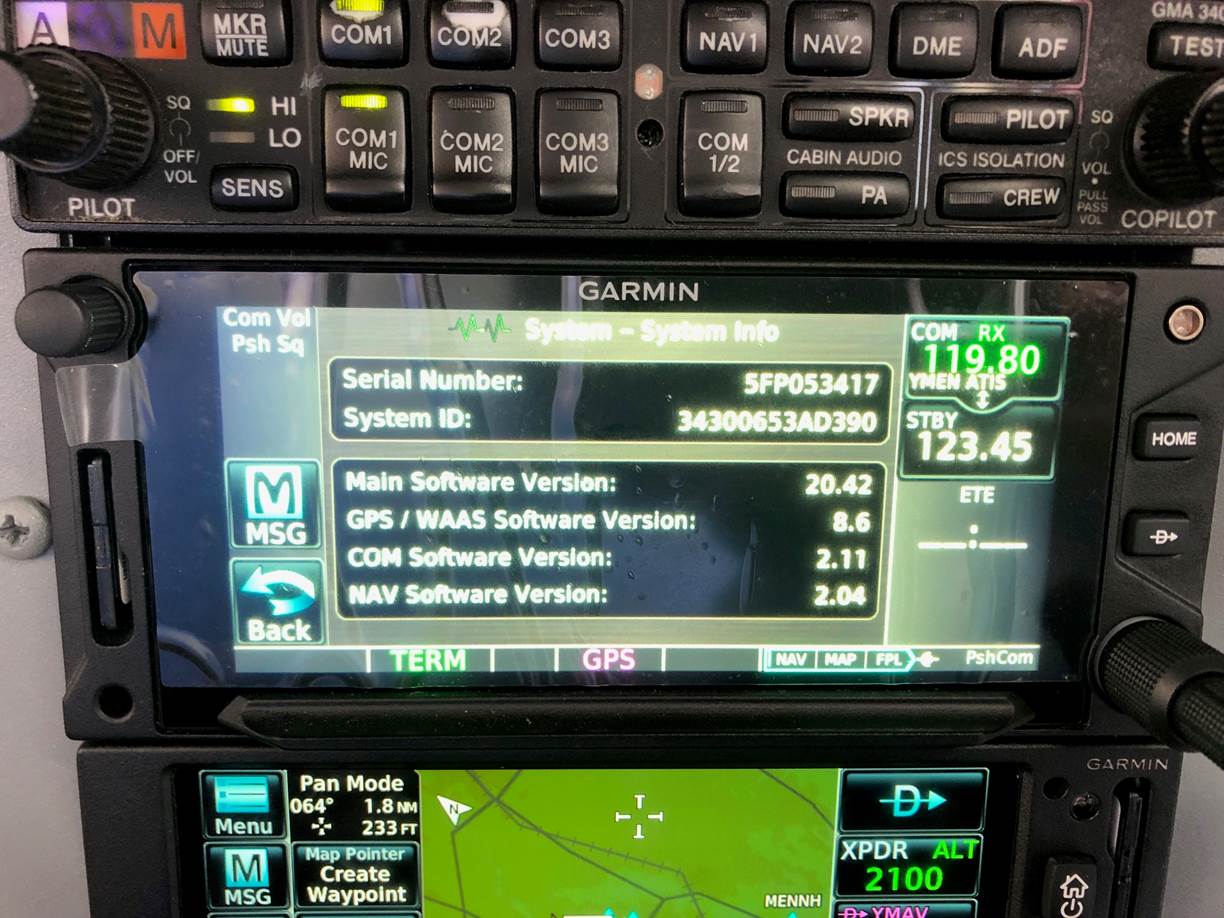 A M MKR MUTE COM1 COM2 COM3 NAV1 NAV2 DME ADF TEST
GMA
SQ HI
LO
OFF/
VOL
SENS
PILOT
COM1 MIC
COM2 MIC
COM3 MIC
COM 1/2
SPKR
CABIN AUDIO
PA
PILOT
ICS ISOLATION
CREW
SQ
VOL
PULL
PASS
VOL
COPILOT
GARMIN
Com Vol
Psh Sq
System – System Info
Serial Number: 5FP053417
System ID: 34300653AD390
Main Software Version: 20.42
GPS / WAAS Software Version: 8.6
COM Software Version: 2.11
NAV Software Version: 2.04
MSG
Back
COM RX
119.80
YMEN ATIS
STBY
123.45
ETE
__:__
TERM GPS NAV MAP FPL PshCom
HOME
D
GARMIN
Menu
MSG
Pan Mode
064° 1.8 NM
233 FT
Map Pointer
Create
Waypoint
N
MENNH
D
XPDR ALT
2100
D YMAV